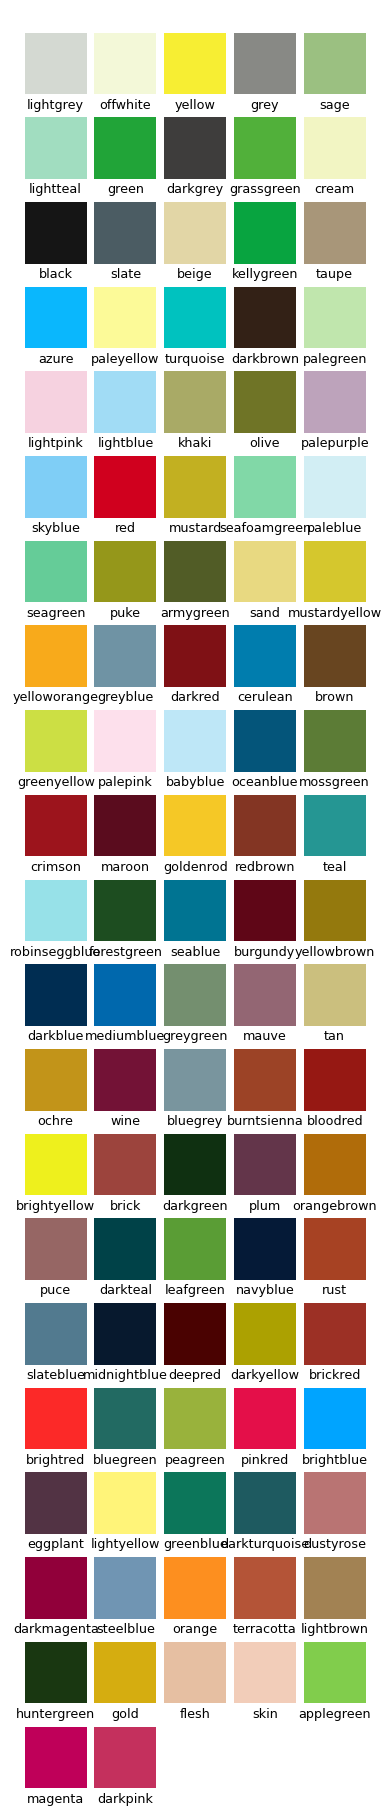 lightgrey offwhite yellow grey sage
lightteal green darkgrey grassgreen cream
black slate beige kellygreen taupe
azure paleyellow turquoise darkbrown palegreen
lightpink lightblue khaki olive palepurple
skyblue red mustard seafoamgreen paleblue
seagreen puke armygreen sand mustardyellow
yelloworange greyblue darkred cerulean brown
greenyellow palepink babyblue oceanblue mossgreen
crimson maroon goldenrod redbrown teal
robinseggblue forestgreen seablue burgundy yellowbrown
darkblue mediumblue greygreen mauve tan
ochre wine bluegrey burntsienna bloodred
brightyellow brick darkgreen plum orangebrown
puce darkteal leafgreen navyblue rust
slateblue midnightblue deepred darkyellow brickred
brightred bluegreen peagreen pinkred brightblue
eggplant lightyellow greenblue darkturquoise dustyrose
darkmagenta steelblue orange terracotta lightbrown
huntergreen gold flesh skin applegreen
magenta darkpink